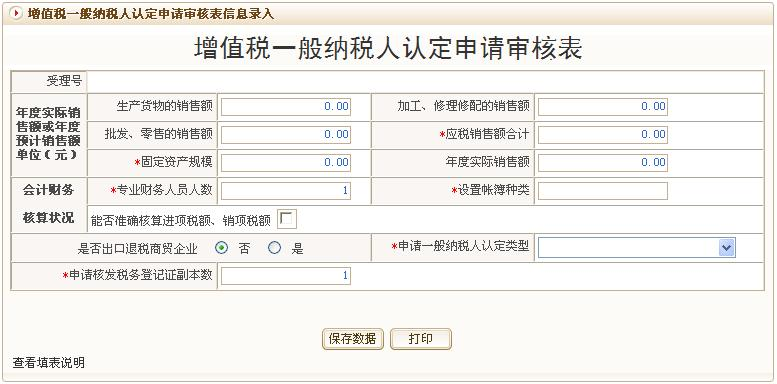 增值税一般纳税人认定申请审核表信息录入
增值税一般纳税人认定申请审核表
受理号
年度实际销售额或年度预计销售额单位（元）
生产货物的销售额 0.00 加工、修理修配的销售额 0.00
批发、零售的销售额 0.00 *应税销售额合计 0.00
*固定资产规模 0.00 年度实际销售额 0.00
会计财务核算状况
*专业财务人员人数 1 *设置帐簿种类
能否准确核算进项税额、销项税额
是否出口退税商贸企业 否 是 *申请一般纳税人认定类型
*申请核发税务登记证副本数 1
保存数据 打印
查看填表说明